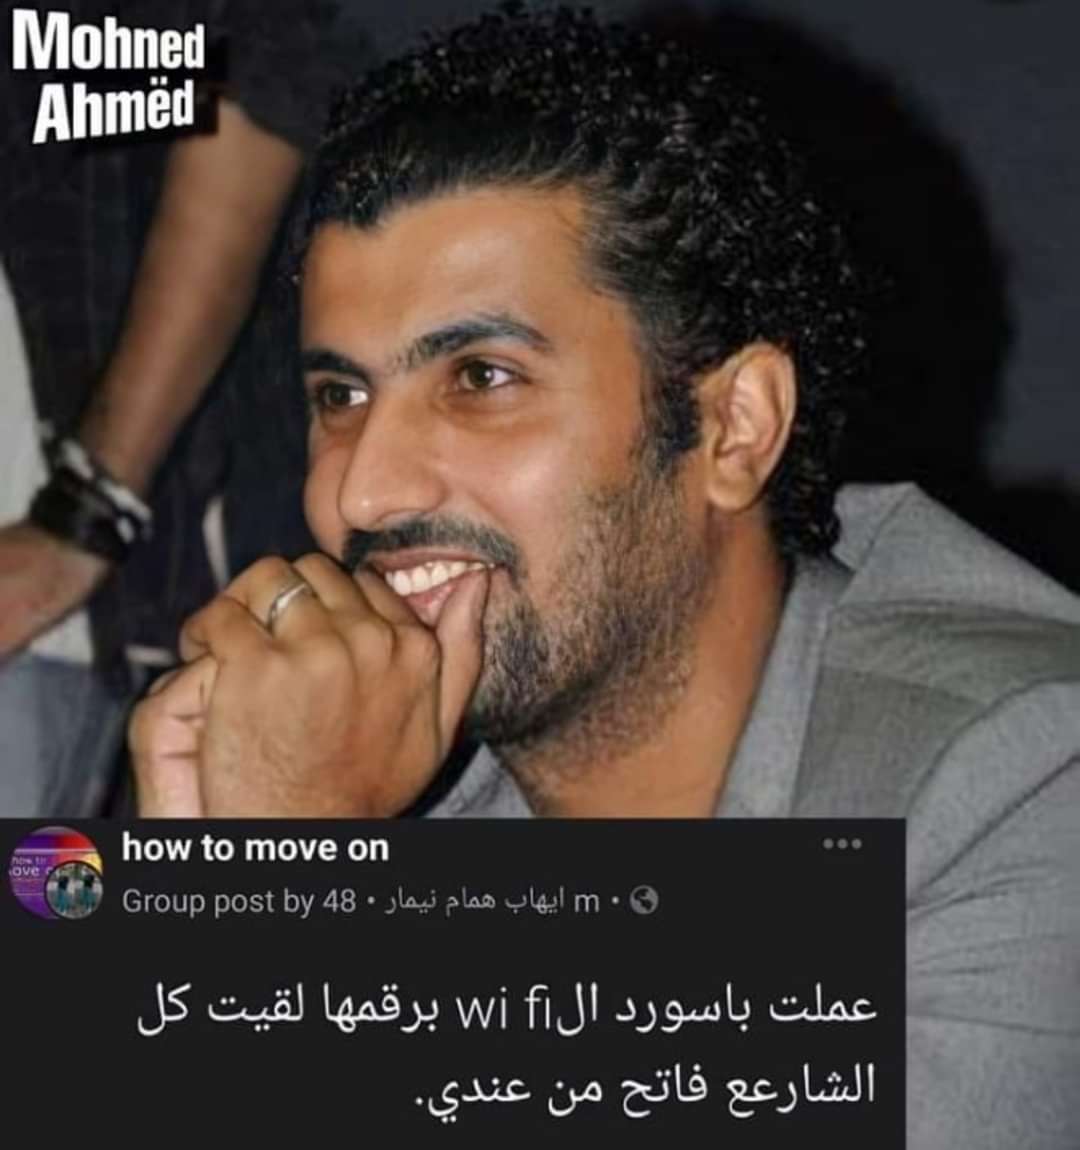 Mohned
Ahmëd
how to move on
Group post by ايهاب همام نيمار • 48 m •
عملت باسورد الwi fi برقمها لقيت كل
الشارعع فاتح من عندي.